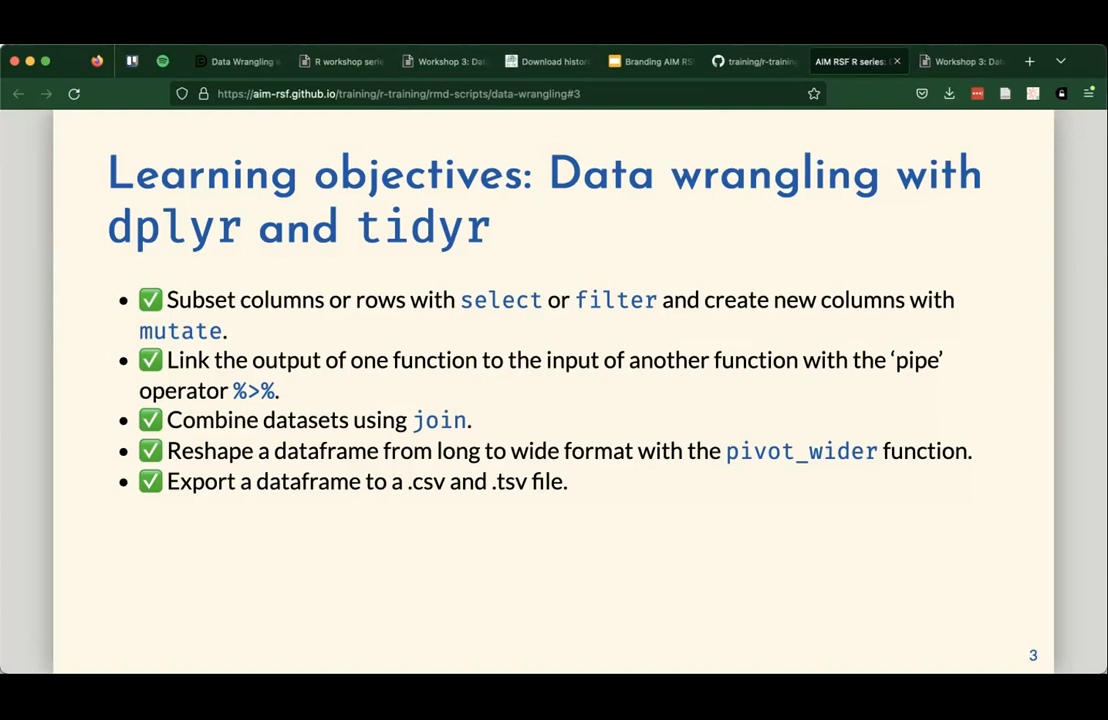 Data Wrangling
R workshop serie
Workshop 3: Dat
Download histor
Branding AIM RS
training/r-training
AIM RSF R series:
Workshop 3: Dat
https://aim-rsf.github.io/training/r-training/rmd-scripts/data-wrangling#3
Learning objectives: Data wrangling with
dplyr and tidyr
• ✅ Subset columns or rows with select or filter and create new columns with
mutate.
• ✅ Link the output of one function to the input of another function with the ‘pipe’
operator %>%.
• ✅ Combine datasets using join.
• ✅ Reshape a dataframe from long to wide format with the pivot_wider function.
• ✅ Export a dataframe to a .csv and .tsv file.
3